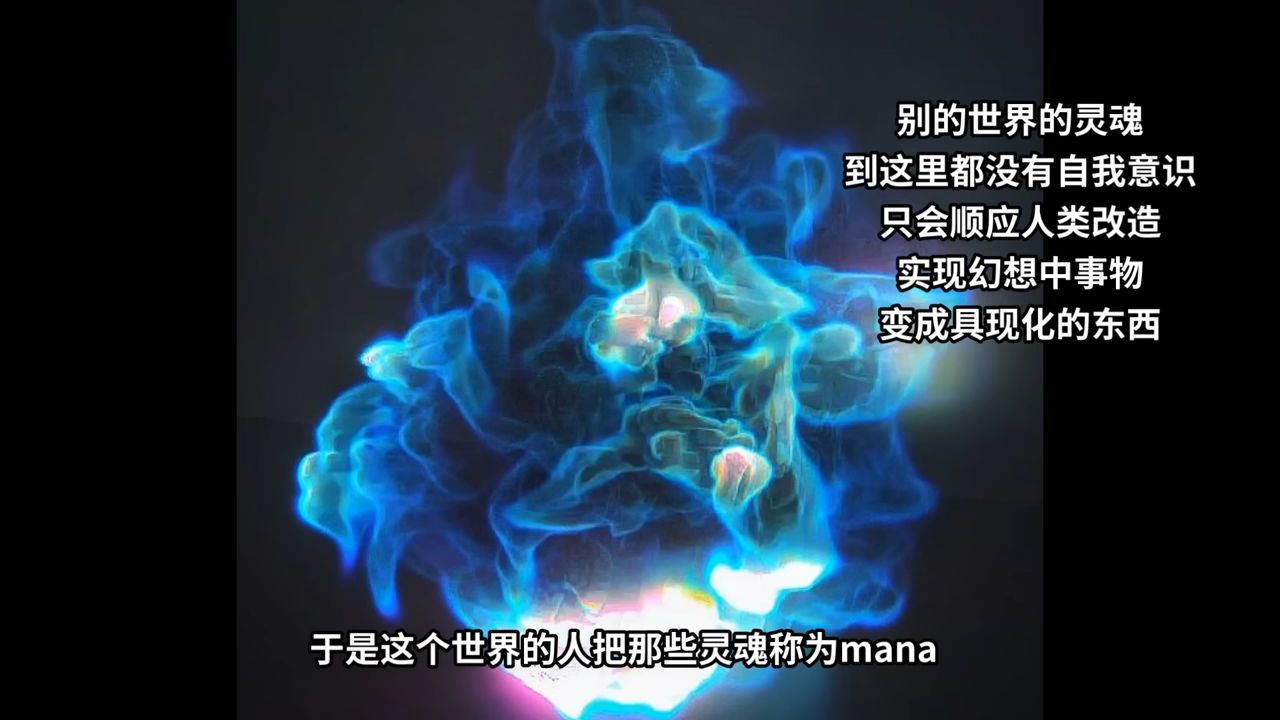 别的世界的灵魂
到这里都没有自我意识
只会顺应人类改造
实现幻想中事物
变成具现化的东西
于是这个世界的人把那些灵魂称为mana